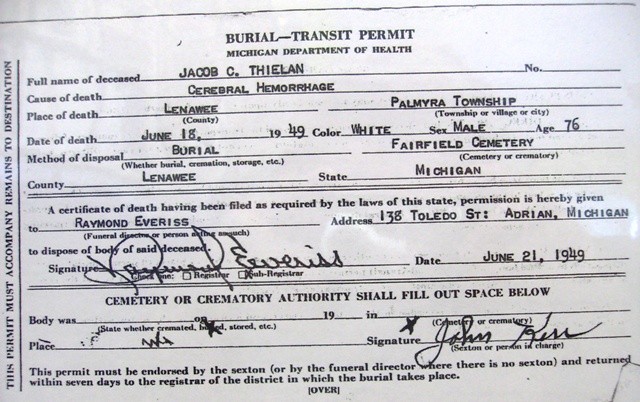 BURIAL—TRANSIT PERMIT
MICHIGAN DEPARTMENT OF HEALTH
Full name of deceased JACOB C. THIELAN No.
Cause of death CEREBRAL HEMORRHAGE
Place of death LENAWEE PALMYRA TOWNSHIP
(County) (Township or village or city)
Date of death JUNE 18, 1949 Color WHITE Sex MALE Age 76
Method of disposal BURIAL FAIRFIELD CEMETERY
(Whether burial, cremation, storage, etc.) (Cemetery or crematory)
County LENAWEE State MICHIGAN
A certificate of death having been filed as required by the laws of this state, permission is hereby given
to RAYMOND EVERISS Address 138 TOLEDO ST: ADRIAN, MICHIGAN
(Funeral director or person acting as such)
to dispose of body of said deceased.
Signature Raymond Everiss Date JUNE 21, 1949
Check one: Registrar Sub-Registrar
CEMETERY OR CREMATORY AUTHORITY SHALL FILL OUT SPACE BELOW
Body was on 19 in
(State whether cremated, buried, stored, etc.) (Cemetery or crematory)
Place Signature John Kerr
(Sexton or person in charge)
This permit must be endorsed by the sexton (or by the funeral director where there is no sexton) and returned
within seven days to the registrar of the district in which the burial takes place.
[OVER]
THIS PERMIT MUST ACCOMPANY REMAINS TO DESTINATION